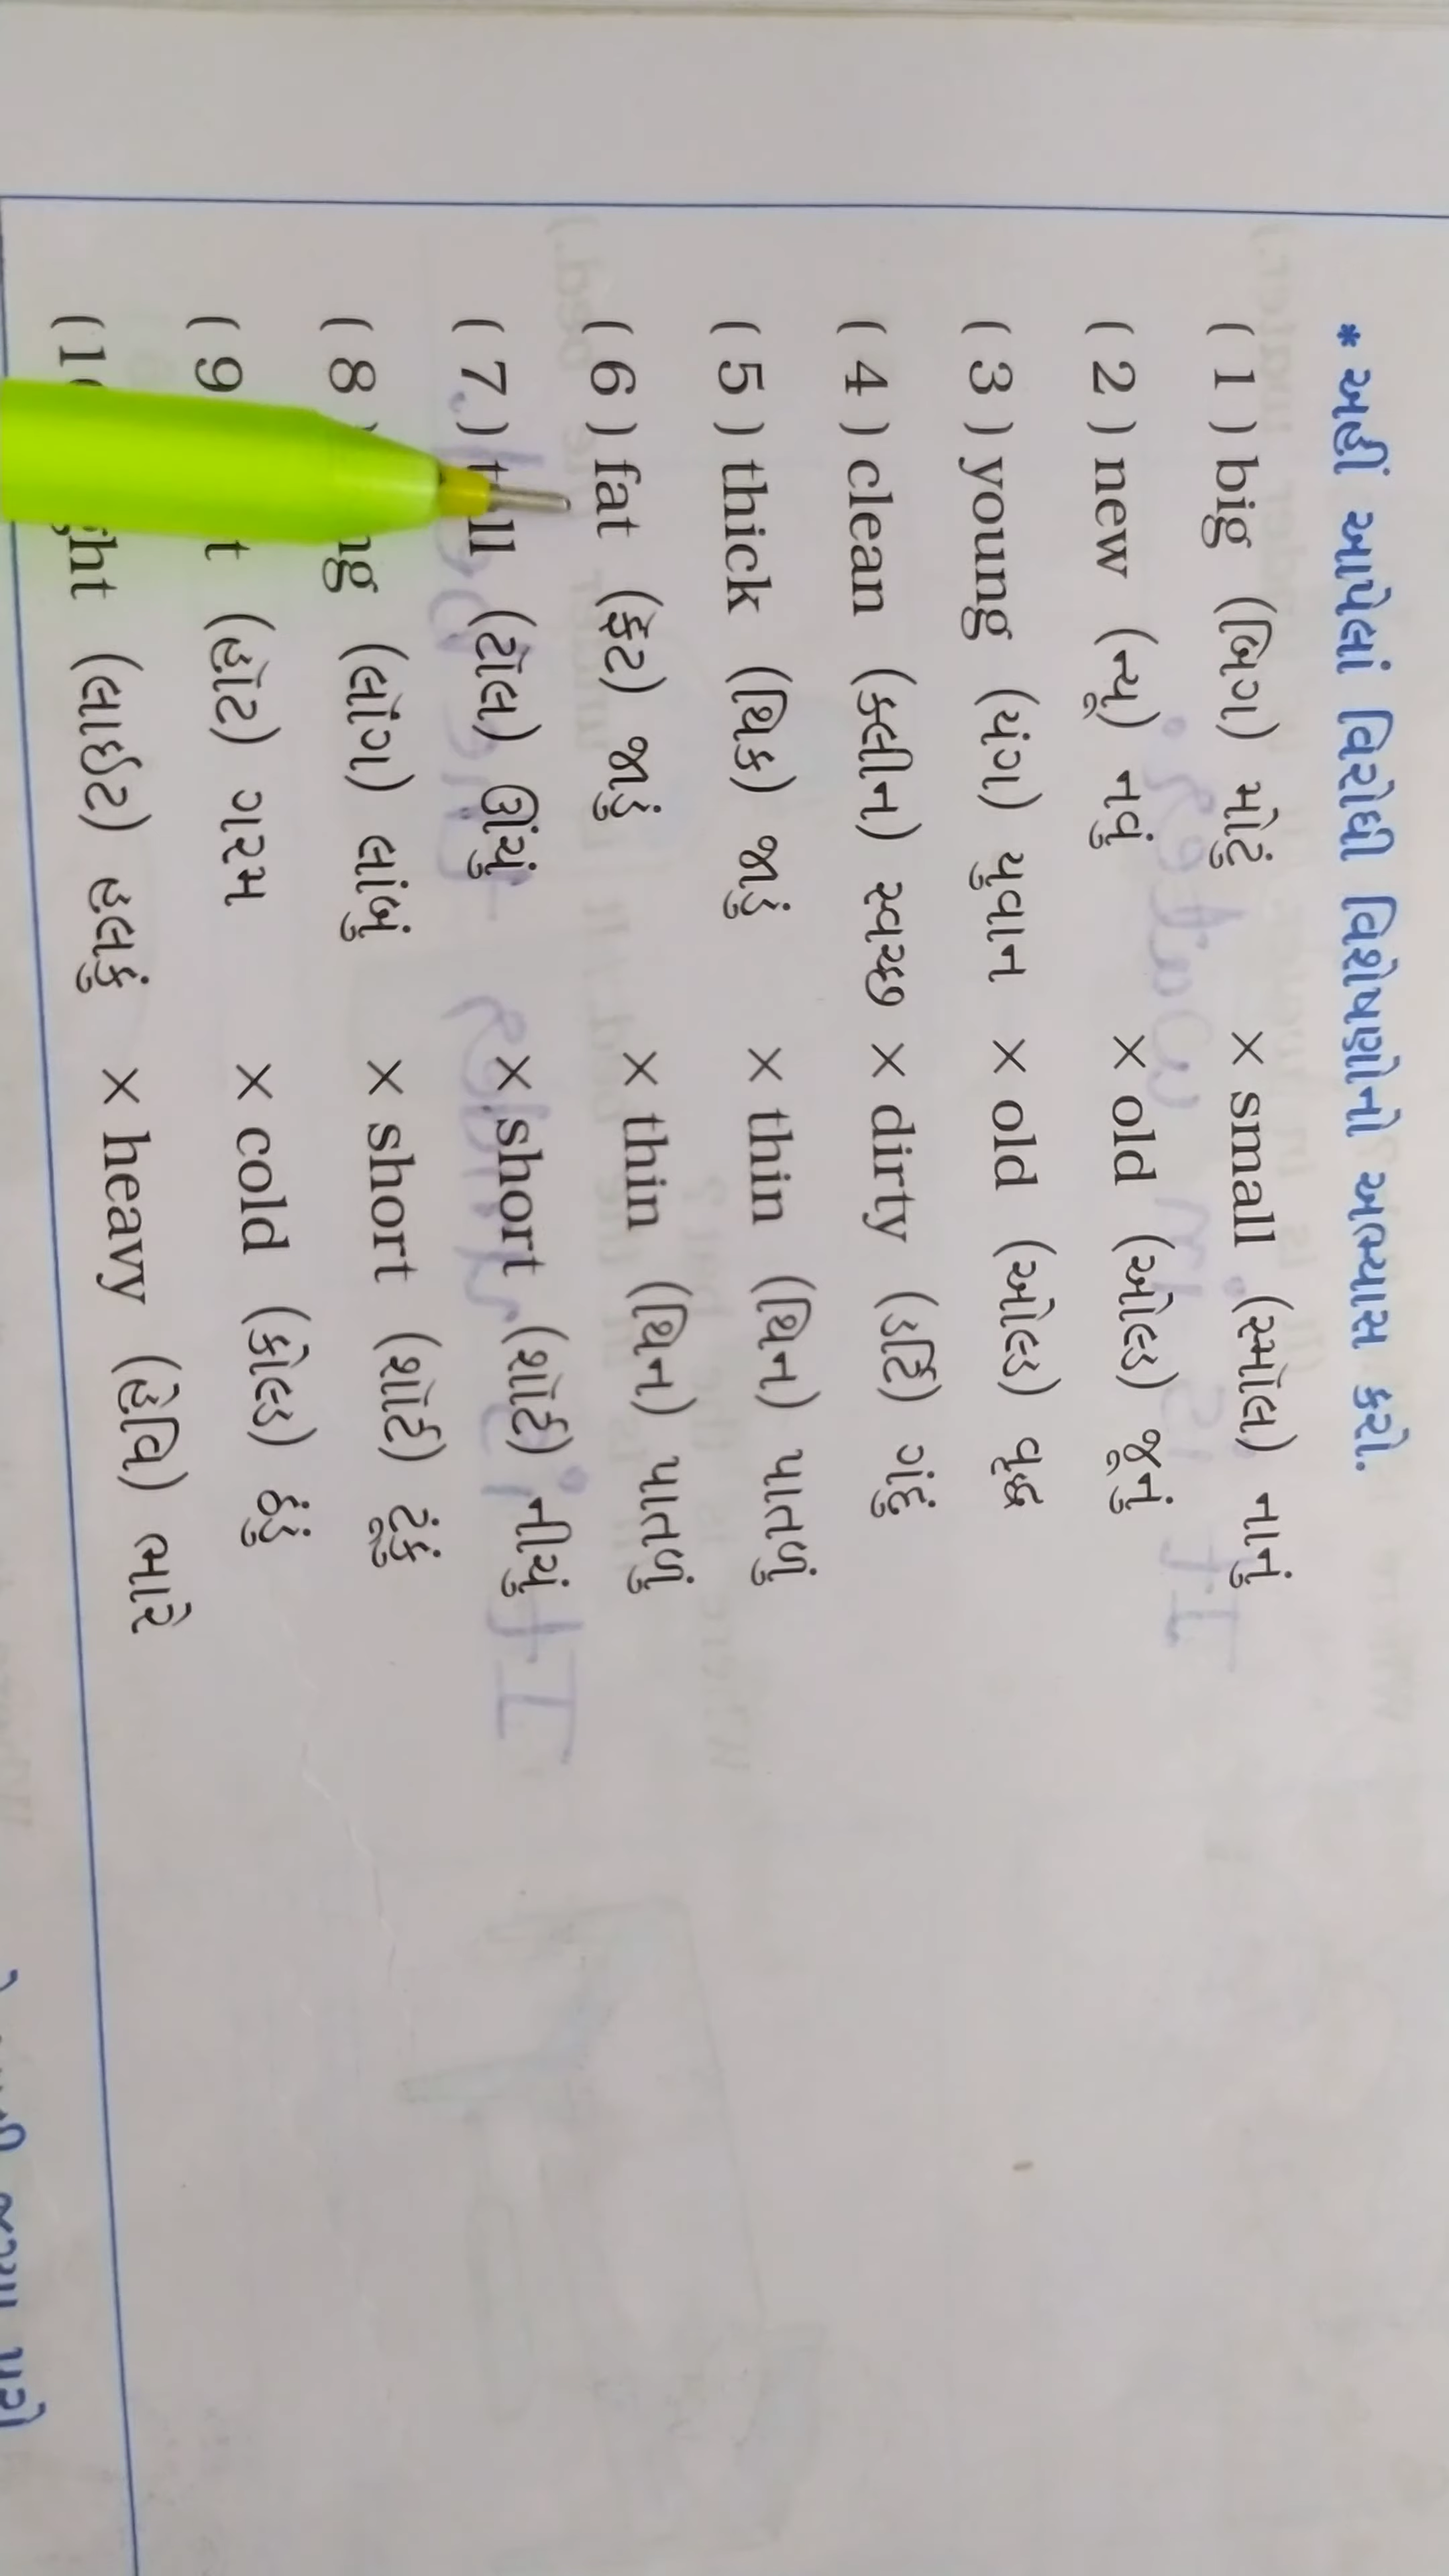 * અહીં આપેલાં વિરોધી વિશેષણોનો અભ્યાસ કરો.
( 1 ) big (બિગ) મોટું × small (સ્મૉલ) નાનું
( 2 ) new (ન્યૂ) નવું × old (ઓલ્ડ) જૂનું
( 3 ) young (યંગ) યુવાન × old (ઓલ્ડ) વૃદ્ધ
( 4 ) clean (ક્લીન) સ્વચ્છ × dirty (ડર્ટિ) ગંદું
( 5 ) thick (થિક) જાડું × thin (થિન) પાતળું
( 6 ) fat (ફૅટ) જાડું × thin (થિન) પાતળું
( 7 ) (ટૉલ) ઊંચું × short (શૉર્ટ) નીચું
( 8 (લૉંગ) લાંબું × short (શૉર્ટ) ટૂંકું
( 9 (હૉટ) ગરમ × cold (કોલ્ડ) ઠંડું
(લાઇટ) હલકું × heavy (હેવિ) ભારે